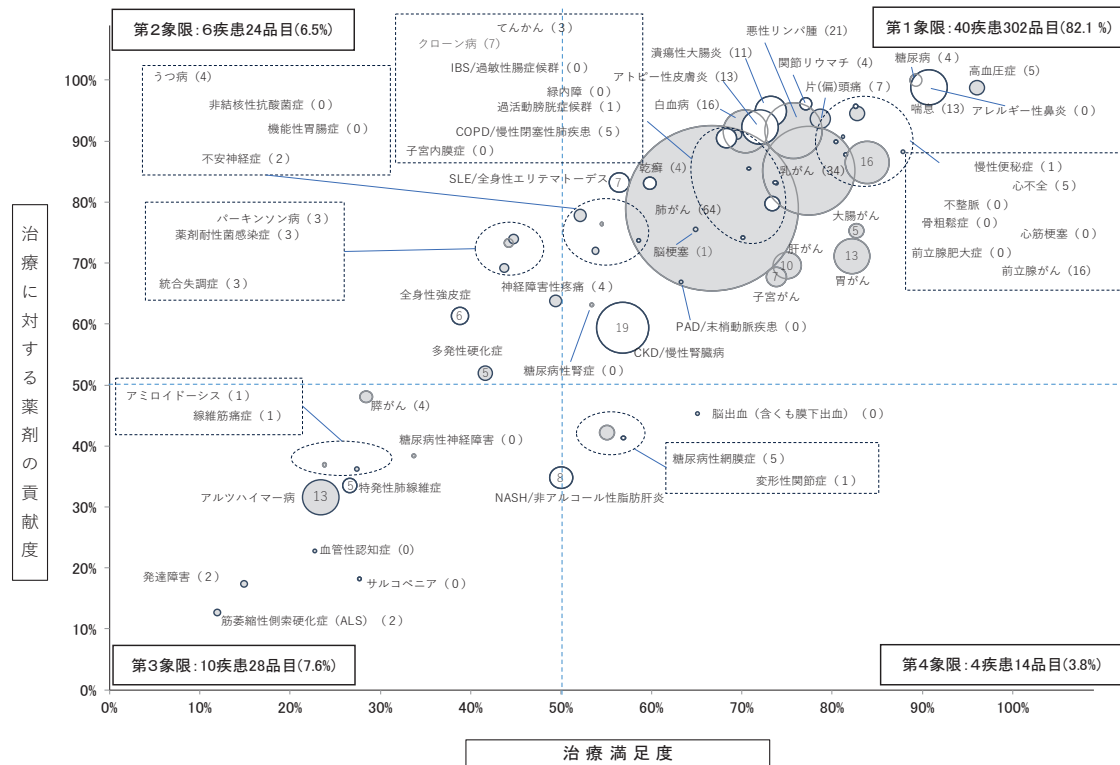 第２象限：６疾患24品目(6.5%)
第１象限：40疾患302品目(82.1 %)
第３象限：10疾患28品目(7.6%)
第４象限：４疾患14品目(3.8%)
治療に対する薬剤の貢献度
治療満足度
100%
90%
80%
70%
60%
50%
40%
30%
20%
10%
0%
0%
10%
20%
30%
40%
50%
60%
70%
80%
90%
100%
てんかん（３）
クローン病（7）
IBS/過敏性腸症候群（０）
緑内障（０）
過活動膀胱症候群（１）
COPD/慢性閉塞性肺疾患（５）
子宮内膜症（０）
うつ病（４）
非結核性抗酸菌症（０）
機能性胃腸症（０）
不安神経症（２）
パーキンソン病（３）
薬剤耐性菌感染症（３）
統合失調症（３）
悪性リンパ腫（21）
潰瘍性大腸炎（11）
関節リウマチ（４）
アトピー性皮膚炎（13）
片（偏）頭痛（７）
白血病（16）
糖尿病（４）
高血圧症（５）
喘息（13）
アレルギー性鼻炎（０）
乾癬（４）
SLE/全身性エリテマトーデス
7
乳がん（34）
16
肺がん（64）
脳梗塞（１）
大腸がん
5
肝がん
10
13
胃がん
7
子宮がん
慢性便秘症（１）
心不全（５）
不整脈（０）
骨粗鬆症（０）
心筋梗塞（０）
前立腺肥大症（０）
前立腺がん（16）
神経障害性疼痛（４）
全身性強皮症
6
PAD/末梢動脈疾患（０）
19
CKD/慢性腎臓病
多発性硬化症
5
糖尿病性腎症（０）
アミロイドーシス（１）
線維筋痛症（１）
膵がん（４）
脳出血（含くも膜下出血）（０）
糖尿病性神経障害（０）
糖尿病性網膜症（５）
変形性関節症（１）
アルツハイマー病
13
5
特発性肺線維症
8
NASH/非アルコール性脂肪肝炎
血管性認知症（0）
発達障害（２）
サルコペニア（０）
筋萎縮性側索硬化症（ALS）（２）